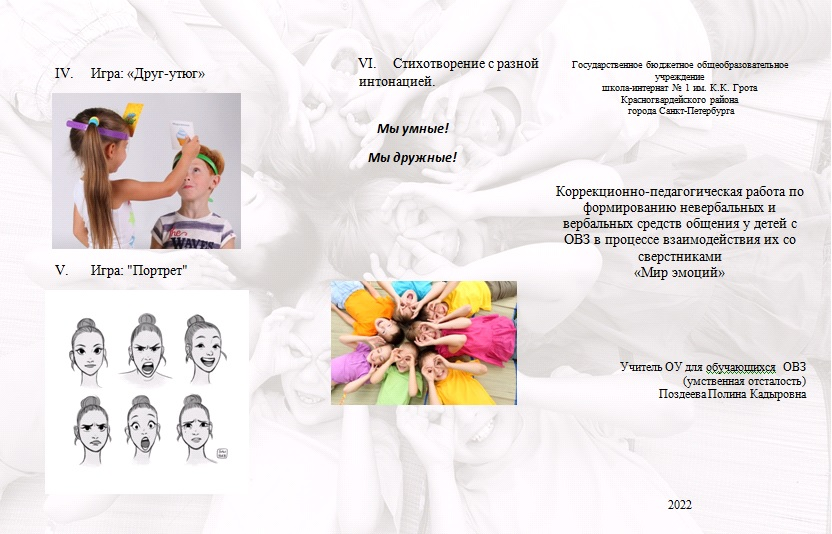 IV. Игра: «Друг-утюг»
V. Игра: "Портрет"
VI. Стихотворение с разной
интонацией.
Мы умные!
Мы дружные!
Государственное бюджетное общеобразовательное
учреждение
школа-интернат № 1 им. К.К. Грота
Красногвардейского района
города Санкт-Петербурга
Коррекционно-педагогическая работа по
формированию невербальных и
вербальных средств общения у детей с
ОВЗ в процессе взаимодействия их со
сверстниками
«Мир эмоций»
Учитель ОУ для обучающихся ОВЗ
(умственная отсталость)
Поздеева Полина Кадыровна
2022